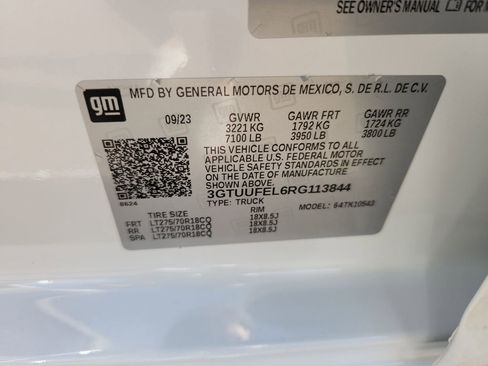 SEE OWNER'S MANUAL
gm
MFD BY GENERAL MOTORS DE MEXICO, S. DE R.L. DE C.V.
09/23 GVWR GAWR FRT GAWR RR
3221 KG 1792 KG 1724 KG
7100 LB 3950 LB 3800 LB
THIS VEHICLE CONFORMS TO ALL
APPLICABLE U.S. FEDERAL MOTOR
VEHICLE SAFETY STANDARDS IN EFFECT
ON THE DATE OF MANUFACTURE
3GTUUFEL6RG113844
8624
TYPE: TRUCK MODEL: 64TK10543
TIRE SIZE RIM
FRT LT275/70R18CQ 18X8.5J
RR LT275/70R18CQ 18X8.5J
SPA LT275/70R18CQ 18X8.5J